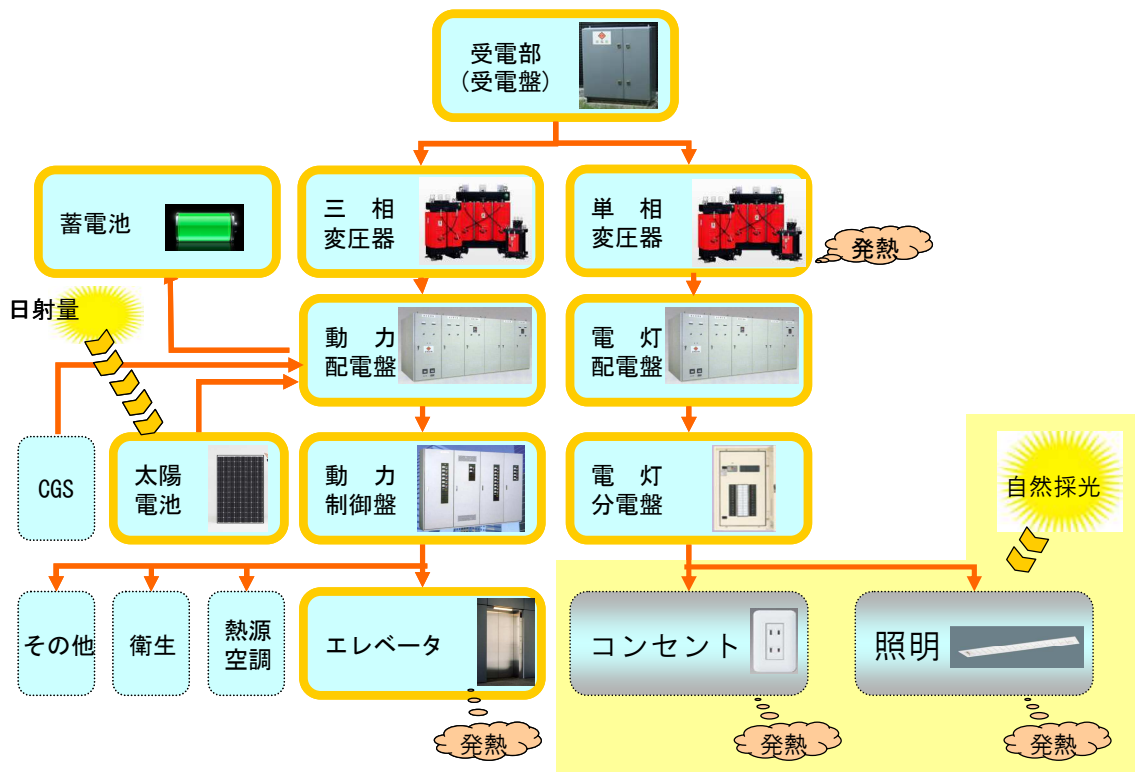 受電部
(受電盤)
蓄電池
三　相
変圧器
単　相
変圧器
発熱
日射量
動　力
配電盤
電　灯
配電盤
CGS
太陽
電池
動　力
制御盤
電　灯
分電盤
自然採光
その他
衛生
熱源
空調
エレベータ
コンセント
照明
発熱
発熱
発熱